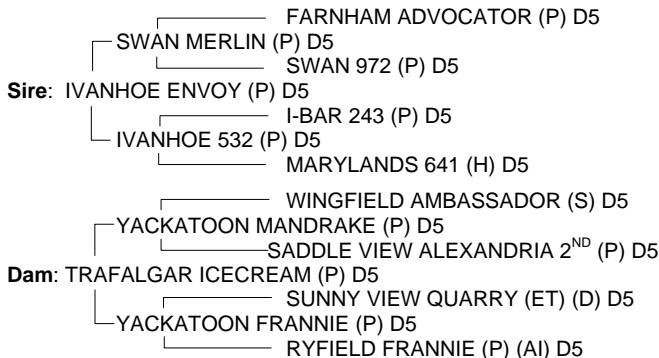 FARNHAM ADVOCATOR (P) D5
SWAN MERLIN (P) D5
SWAN 972 (P) D5
Sire: IVANHOE ENVOY (P) D5
I-BAR 243 (P) D5
IVANHOE 532 (P) D5
MARYLANDS 641 (H) D5
WINGFIELD AMBASSADOR (S) D5
YACKATOON MANDRAKE (P) D5
SADDLE VIEW ALEXANDRIA 2ND (P) D5
Dam: TRAFALGAR ICECREAM (P) D5
SUNNY VIEW QUARRY (ET) (D) D5
YACKATOON FRANNIE (P) D5
RYFIELD FRANNIE (P) (AI) D5